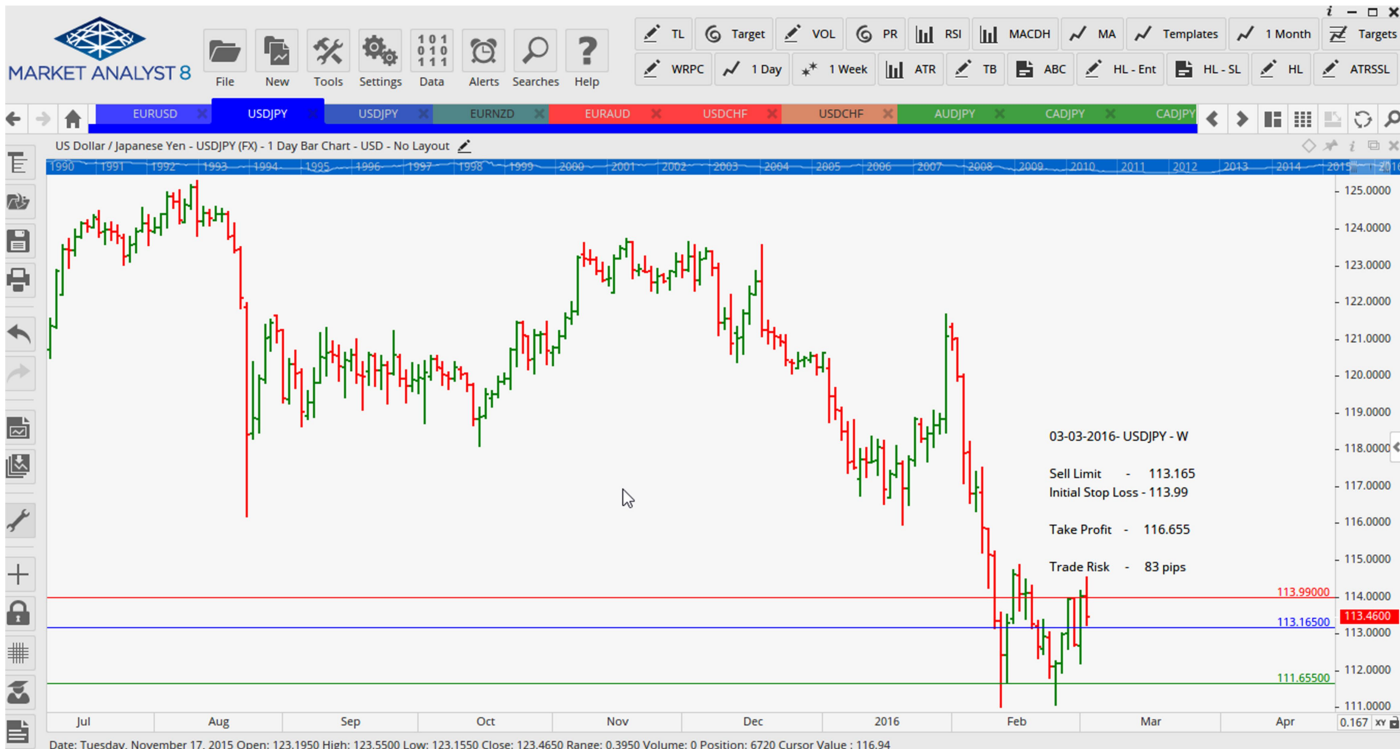 i
TL Target VOL PR RSI MACDH MA Templates 1 Month Targets
MARKET ANALYST 8
File New Tools Settings Data Alerts Searches Help
101 010 111
WRPC 1 Day 1 Week ATR TB ABC HL - Ent HL - SL HL ATRSSL
EURUSD USDJPY USDJPY EURNZD EURAUD USDCHF USDCHF AUDJPY CADJPY CADJPY
US Dollar / Japanese Yen - USDJPY (FX) - 1 Day Bar Chart - USD - No Layout
1990 1991 1992 1993 1994 1995 1996 1997 1998 1999 2000 2001 2002 2003 2004 2005 2006 2007 2008 2009 2010 2011 2012 2013 2014 2015 2016
125.0000
124.0000
123.0000
122.0000
121.0000
120.0000
119.0000
03-03-2016- USDJPY - W
118.0000
Sell Limit - 113.165
Initial Stop Loss - 113.99
117.0000
Take Profit - 116.655
116.0000
115.0000
Trade Risk - 83 pips
113.99000
114.0000
113.4600
113.16500
113.0000
112.0000
111.65500
111.0000
Jul Aug Sep Oct Nov Dec 2016 Feb Mar Apr 0.167 XY
Date: Tuesday, November 17, 2015 Open: 123.1950 High: 123.5500 Low: 123.1550 Close: 123.4650 Range: 0.3950 Volume: 0 Position: 6720 Cursor Value : 116.94